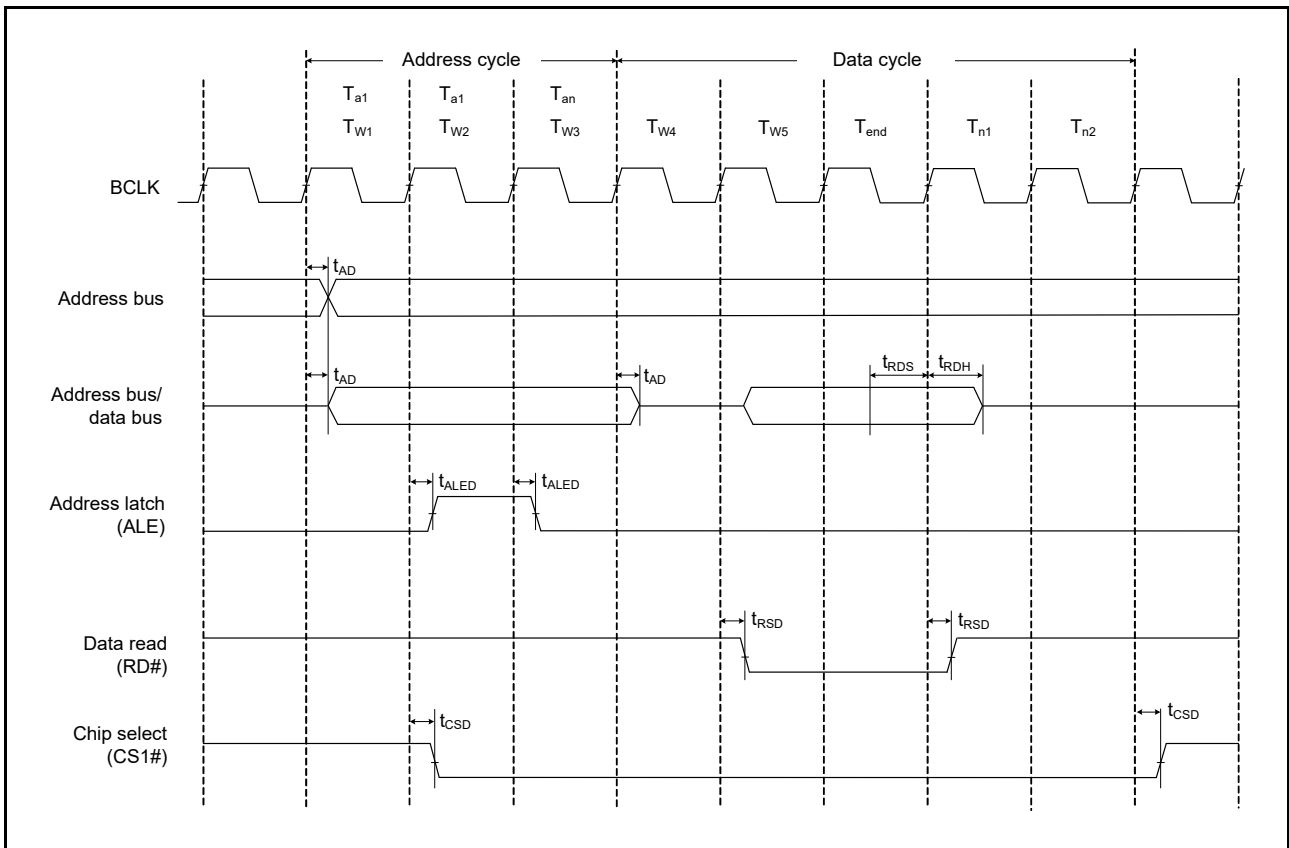 Address cycle Data cycle
Ta1 Ta1 Tan
TW1 TW2 TW3 TW4 TW5 Tend Tn1 Tn2
BCLK
tAD
Address bus
tRDS tRDH
tAD tAD
Address bus/
data bus
tALED tALED
Address latch
(ALE)
tRSD tRSD
Data read
(RD#)
tCSD tCSD
Chip select
(CS1#)